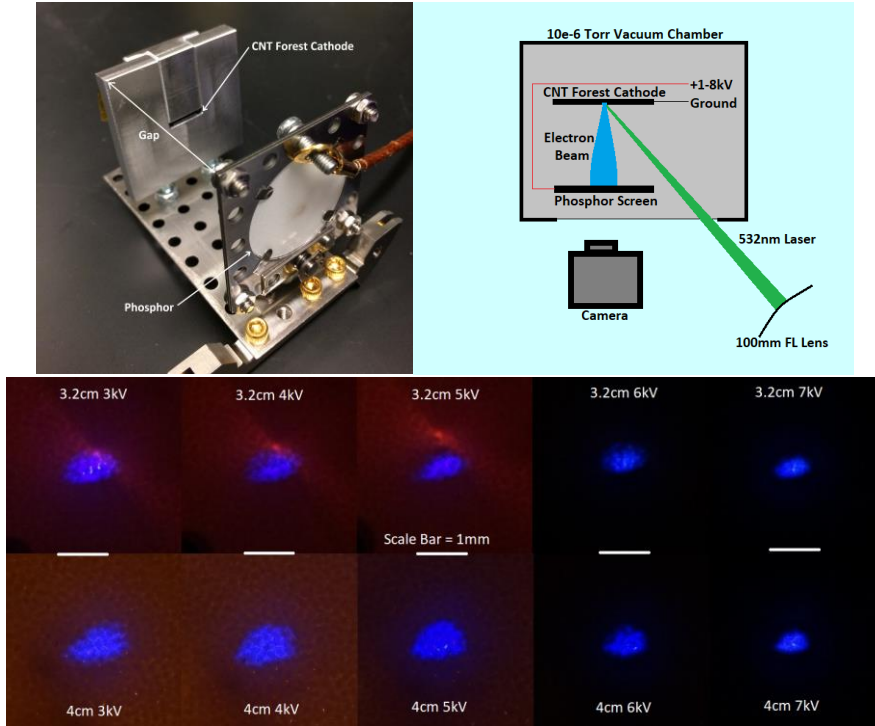 CNT Forest Cathode
Gap
Phosphor
10e-6 Torr Vacuum Chamber
CNT Forest Cathode
+1-8kV
Ground
Electron
Beam
Phosphor Screen
532nm Laser
Camera
100mm FL Lens
3.2cm 3kV
3.2cm 4kV
3.2cm 5kV
3.2cm 6kV
3.2cm 7kV
Scale Bar = 1mm
4cm 3kV
4cm 4kV
4cm 5kV
4cm 6kV
4cm 7kV